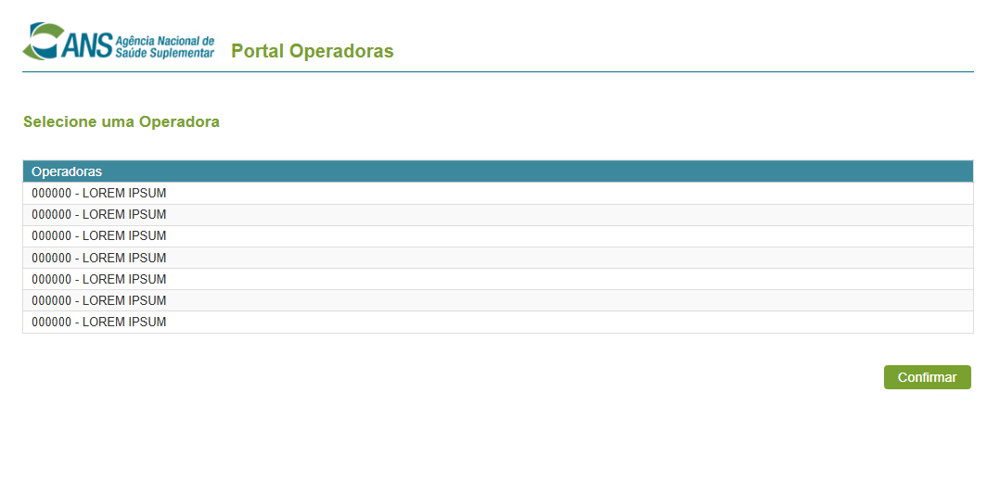 ANS Agência Nacional de
Saúde Suplementar
Portal Operadoras
Selecione uma Operadora
Operadoras
000000 - LOREM IPSUM
000000 - LOREM IPSUM
000000 - LOREM IPSUM
000000 - LOREM IPSUM
000000 - LOREM IPSUM
000000 - LOREM IPSUM
000000 - LOREM IPSUM
Confirmar